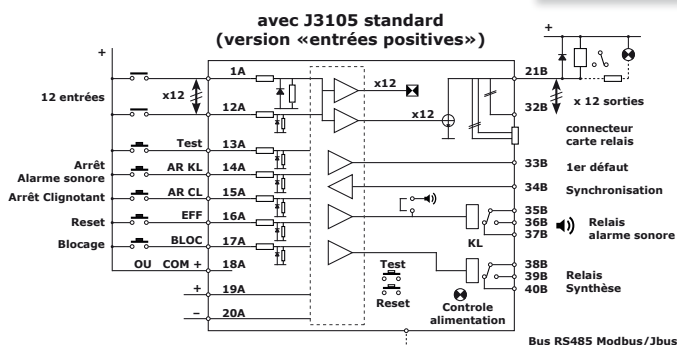 avec J3105 standard
(version «entrées positives»)
+
+
1A
x12
21B
12 entrées
x12
x12
12A
32B
x 12 sorties
connecteur
carte relais
Test
13A
33B
1er défaut
Arrêt
Alarme sonore
AR KL
14A
34B
Synchronisation
Arrêt Clignotant
AR CL
15A
35B
Reset
EFF
16A
36B
Relais
alarme sonore
Blocage
BLOC
17A
KL
37B
OU
COM +
18A
Test
38B
+
19A
39B
Relais
Synthèse
Reset
40B
–
20A
Controle
alimentation
Bus RS485 Modbus/Jbus